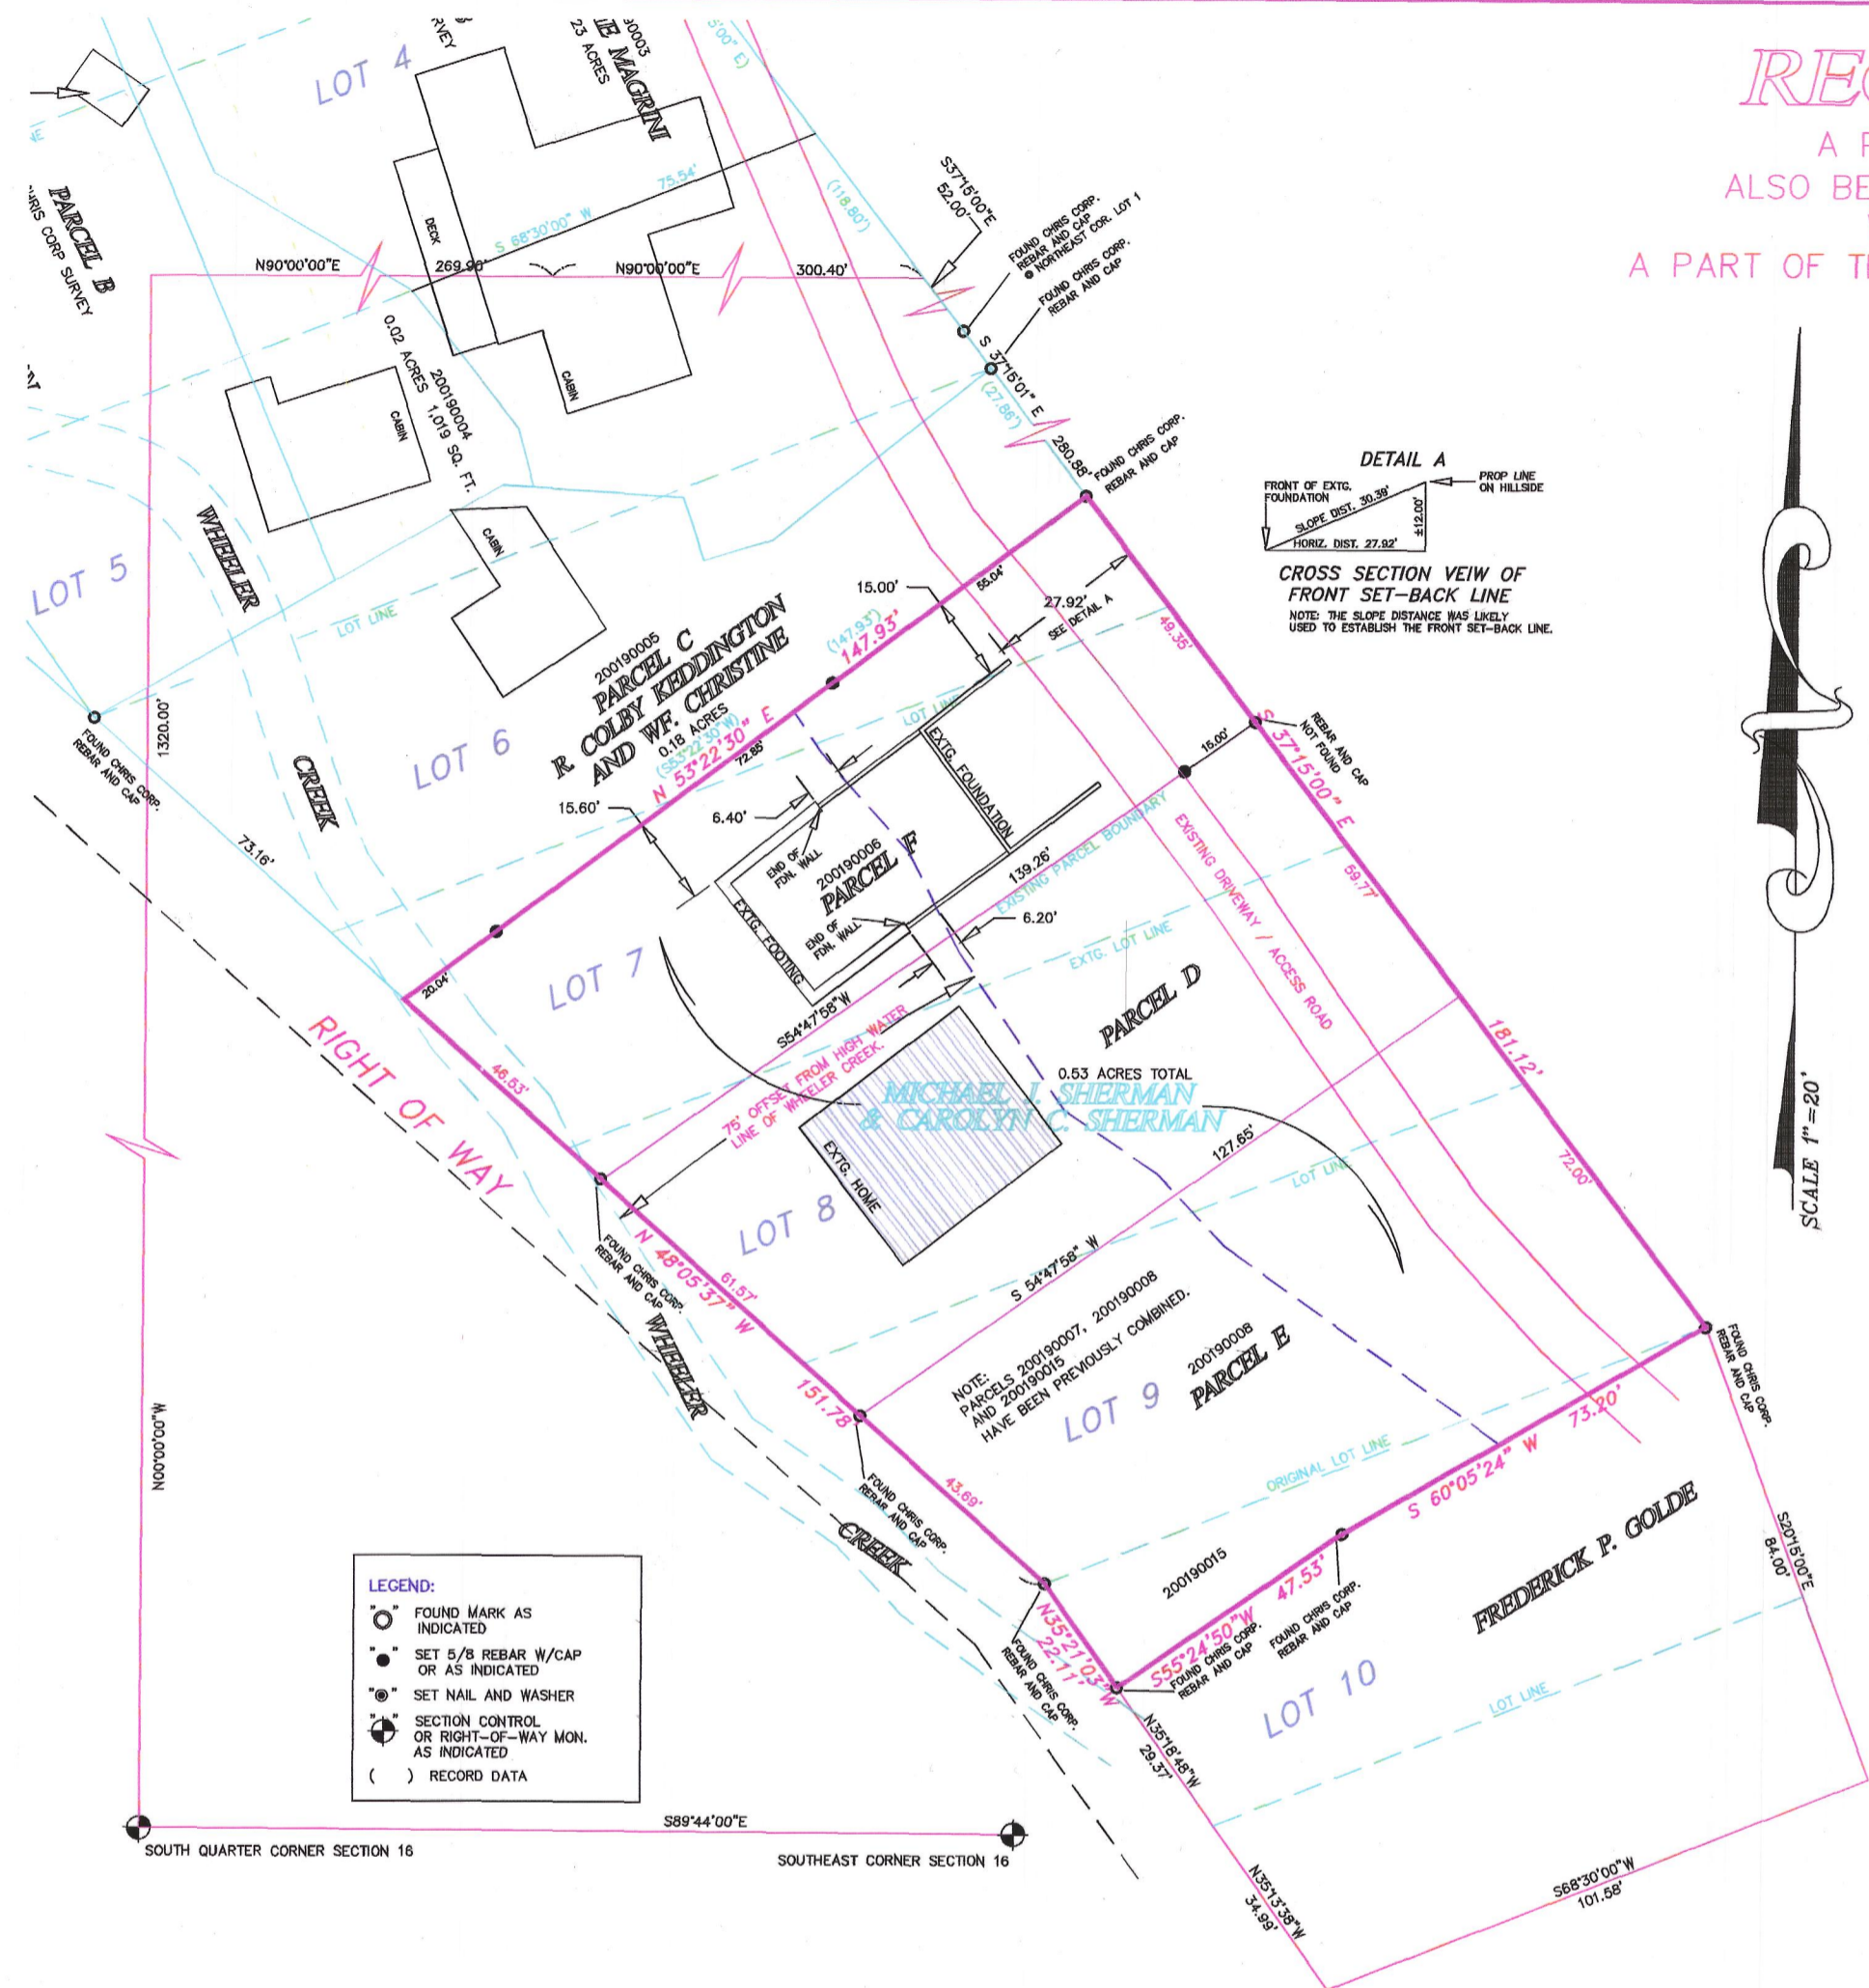 REC
A P
ALSO BE
A PART OF T
LOT 4
RVEY
90003
IE MAGRINI
23 ACRES
5'00" E)
PARCEL B
HRIS CORP SURVEY
DECK
S 68°30'00" W
75.54'
(118.80')
S37°15'00"E
52.00'
FOUND CHRIS CORP.
REBAR AND CAP
@ NORTHEAST COR. LOT 1
FOUND CHRIS CORP.
REBAR AND CAP
N90°00'00"E
269.90'
N90°00'00"E
300.40'
CABIN
S 37°15'01" E
(27.86')
280.88'
FOUND CHRIS CORP.
REBAR AND CAP
200190004
0.02 ACRES 1,019 SQ. FT.
CABIN
CABIN
DETAIL A
FRONT OF EXTG.
FOUNDATION
PROP LINE
ON HILLSIDE
SLOPE DIST. 30.39'
±12.00'
HORIZ. DIST. 27.92'
CROSS SECTION VEIW OF
FRONT SET-BACK LINE
NOTE: THE SLOPE DISTANCE WAS LIKELY
USED TO ESTABLISH THE FRONT SET-BACK LINE.
LOT 5
WHEELER
CREEK
LOT LINE
1320.00'
FOUND CHRIS CORP.
REBAR AND CAP
73.16'
LOT 6
200190005
PARCEL C
R. COLBY KEDDINGTON
AND WF. CHRISTINE
0.18 ACRES
(S53°22'30"W)
N 53°22'30" E
72.85'
(147.93')
147.93'
55.04'
15.00'
27.92'
SEE DETAIL A
49.35'
LOT LINE
REBAR AND CAP
NOT FOUND
15.00'
S 37°15'00" E
15.60'
6.40'
END OF
FDN. WALL
200190006
PARCEL F
END OF
FDN. WALL
EXTG. FOUNDATION
EXTG. FOOTING
139.26'
EXISTING PARCEL BOUNDARY
6.20'
EXISTING DRIVEWAY / ACCESS ROAD
59.77'
EXTG. LOT LINE
20.04'
LOT 7
S54°47'58"W
75' OFFSET FROM HIGH WATER
LINE OF WHEELER CREEK.
PARCEL D
0.53 ACRES TOTAL
MICHAEL J. SHERMAN
& CAROLYN C. SHERMAN
181.12'
RIGHT OF WAY
46.53'
EXTG. HOME
127.65'
LOT LINE
72.00'
SCALE 1"=20'
LOT 8
FOUND CHRIS CORP.
REBAR AND CAP
N 48°05'37" W
61.57'
151.78'
WHEELER
S 54°47'58" W
NOTE:
PARCELS 200190007, 200190008
AND 200190015
HAVE BEEN PREVIOUSLY COMBINED.
LOT 9
200190008
PARCEL E
FOUND CHRIS CORP.
REBAR AND CAP
73.20'
ORIGINAL LOT LINE
S 60°05'24" W
N00°00'00"W
FOUND CHRIS CORP.
REBAR AND CAP
43.69'
CREEK
200190015
47.53'
S55°24'50"W
FOUND CHRIS CORP.
REBAR AND CAP
FOUND CHRIS CORP.
REBAR AND CAP
FREDERICK P. GOLDE
S20°15'00"E
84.00'
N35°21'03"W
22.11'
FOUND CHRIS CORP.
REBAR AND CAP
LOT 10
LOT LINE
N35°18'48"W
29.37'
LEGEND:
" " FOUND MARK AS
INDICATED
" " SET 5/8 REBAR W/CAP
OR AS INDICATED
" " SET NAIL AND WASHER
" " SECTION CONTROL
OR RIGHT-OF-WAY MON.
AS INDICATED
( ) RECORD DATA
S89°44'00"E
SOUTH QUARTER CORNER SECTION 16
SOUTHEAST CORNER SECTION 16
N35°13'38"W
34.99'
S68°30'00"W
101.58'